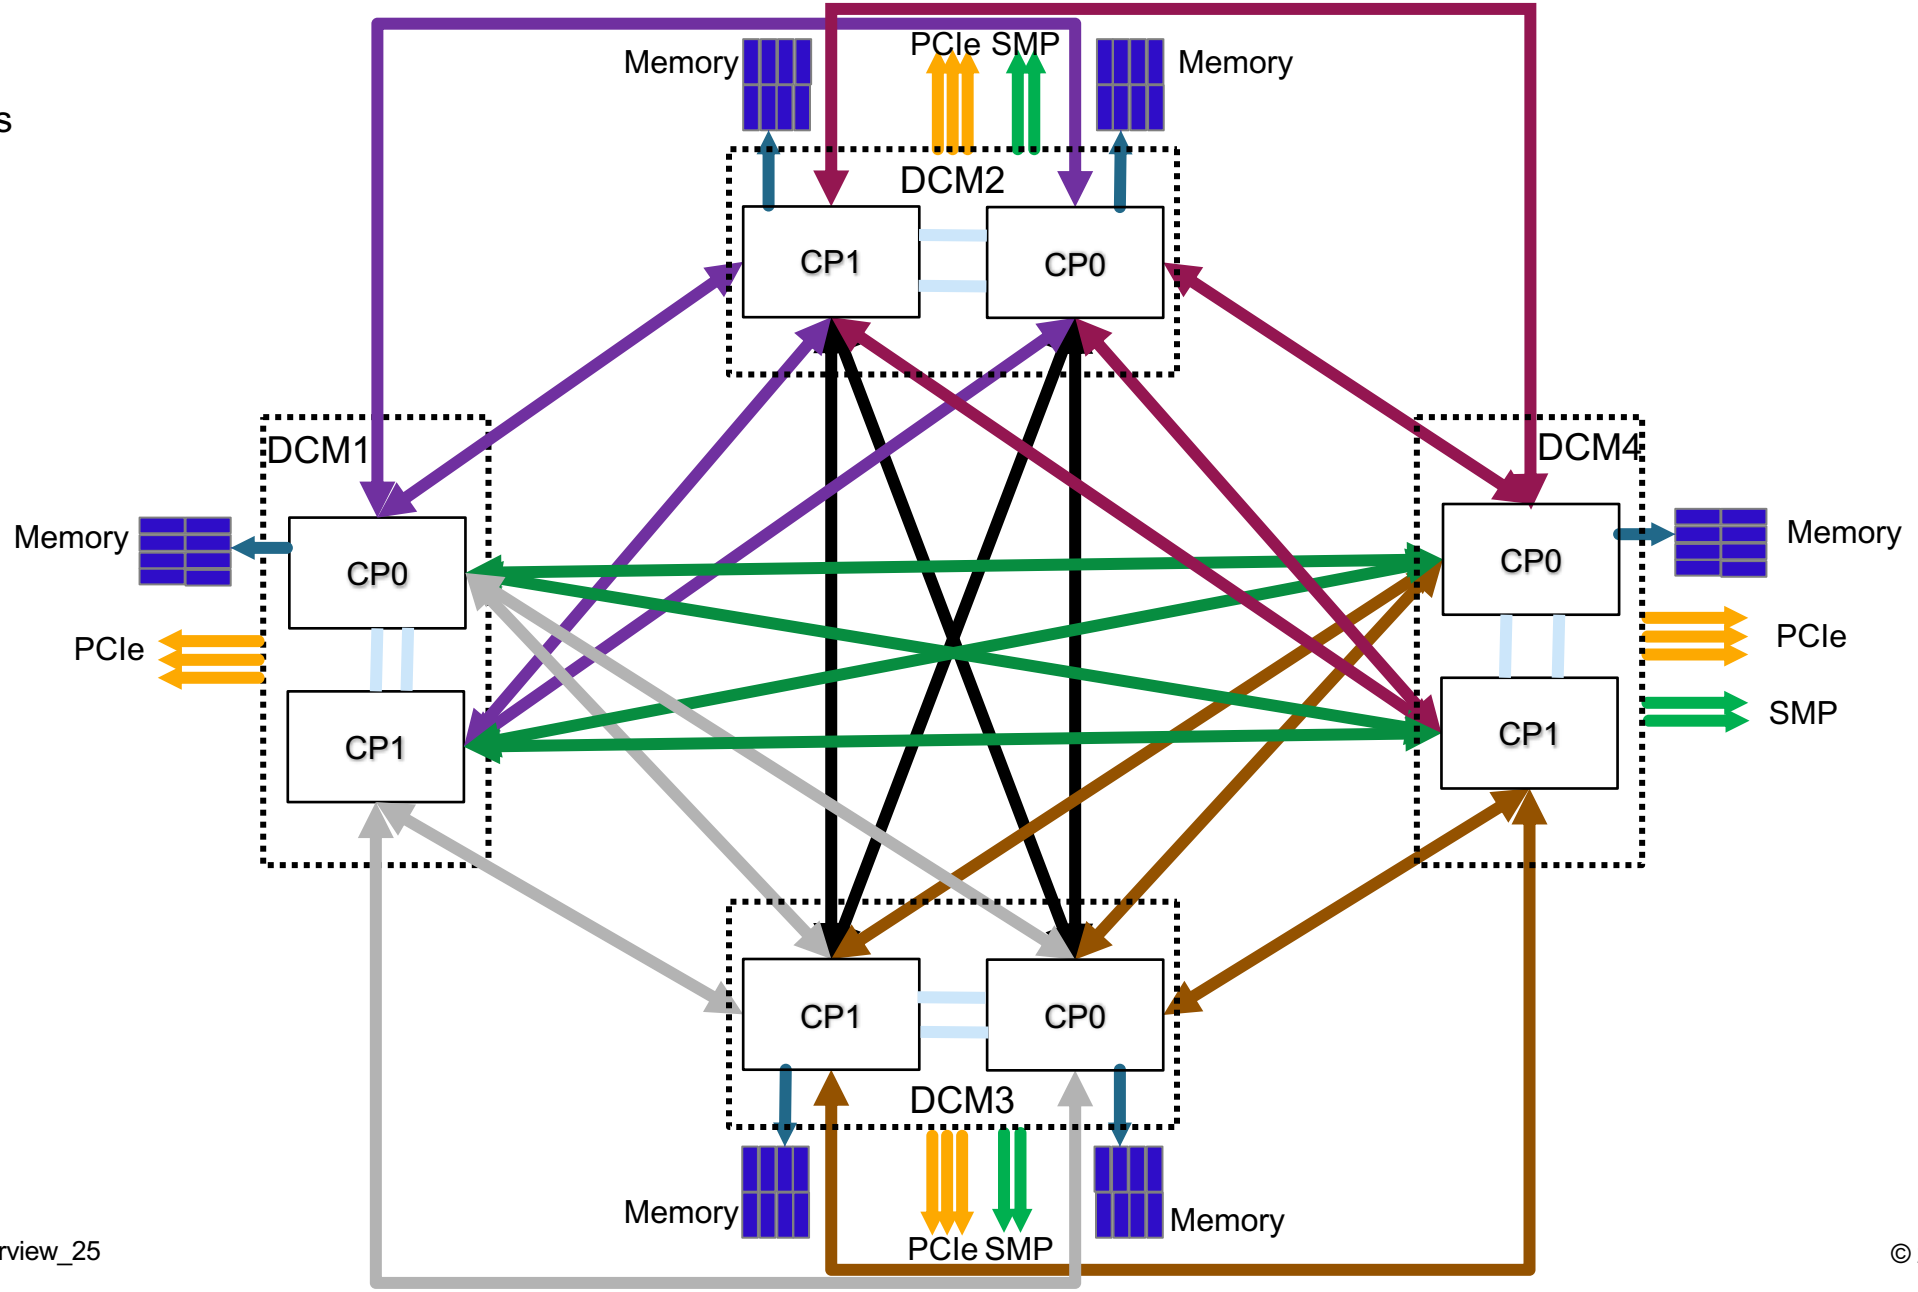 PCIe SMP
Memory
Memory
s
DCM2
CP1
CP0
DCM1
DCM4
Memory
CP0
CP0
Memory
PCIe
PCIe
SMP
CP1
CP1
CP1
CP0
DCM3
Memory
Memory
PCIe SMP
rview_25
©